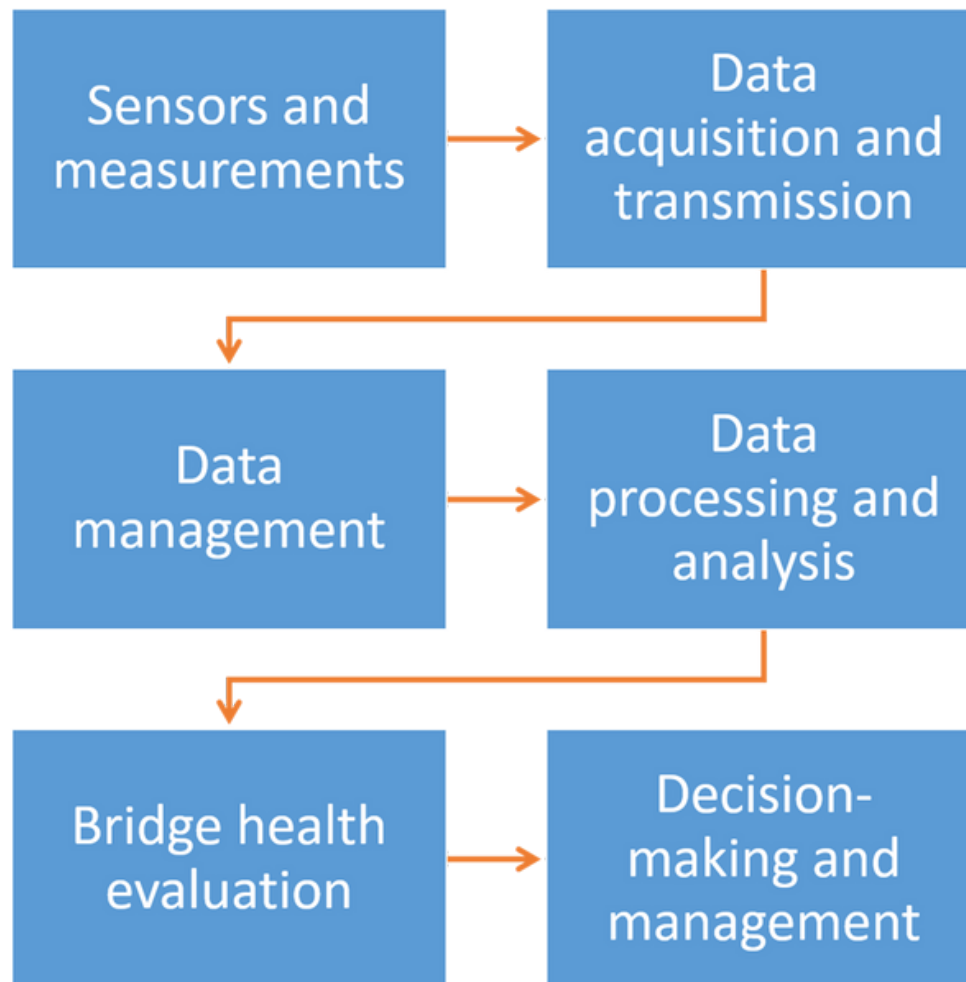 Sensors and
measurements
Data
acquisition and
transmission
Data
management
Data
processing and
analysis
Bridge health
evaluation
Decision-
making and
management